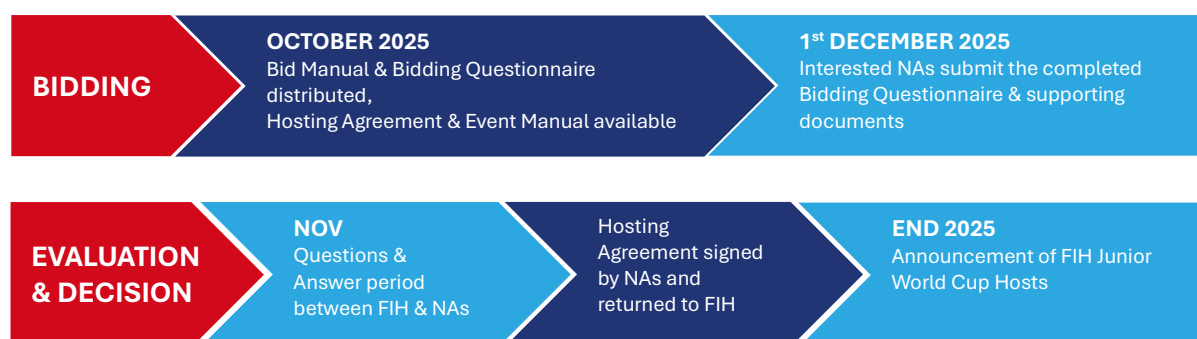 BIDDING
OCTOBER 2025
Bid Manual & Bidding Questionnaire
distributed,
Hosting Agreement & Event Manual available
1st DECEMBER 2025
Interested NAs submit the completed
Bidding Questionnaire & supporting
documents
EVALUATION
& DECISION
NOV
Questions &
Answer period
between FIH & NAs
Hosting
Agreement signed
by NAs and
returned to FIH
END 2025
Announcement of FIH Junior
World Cup Hosts